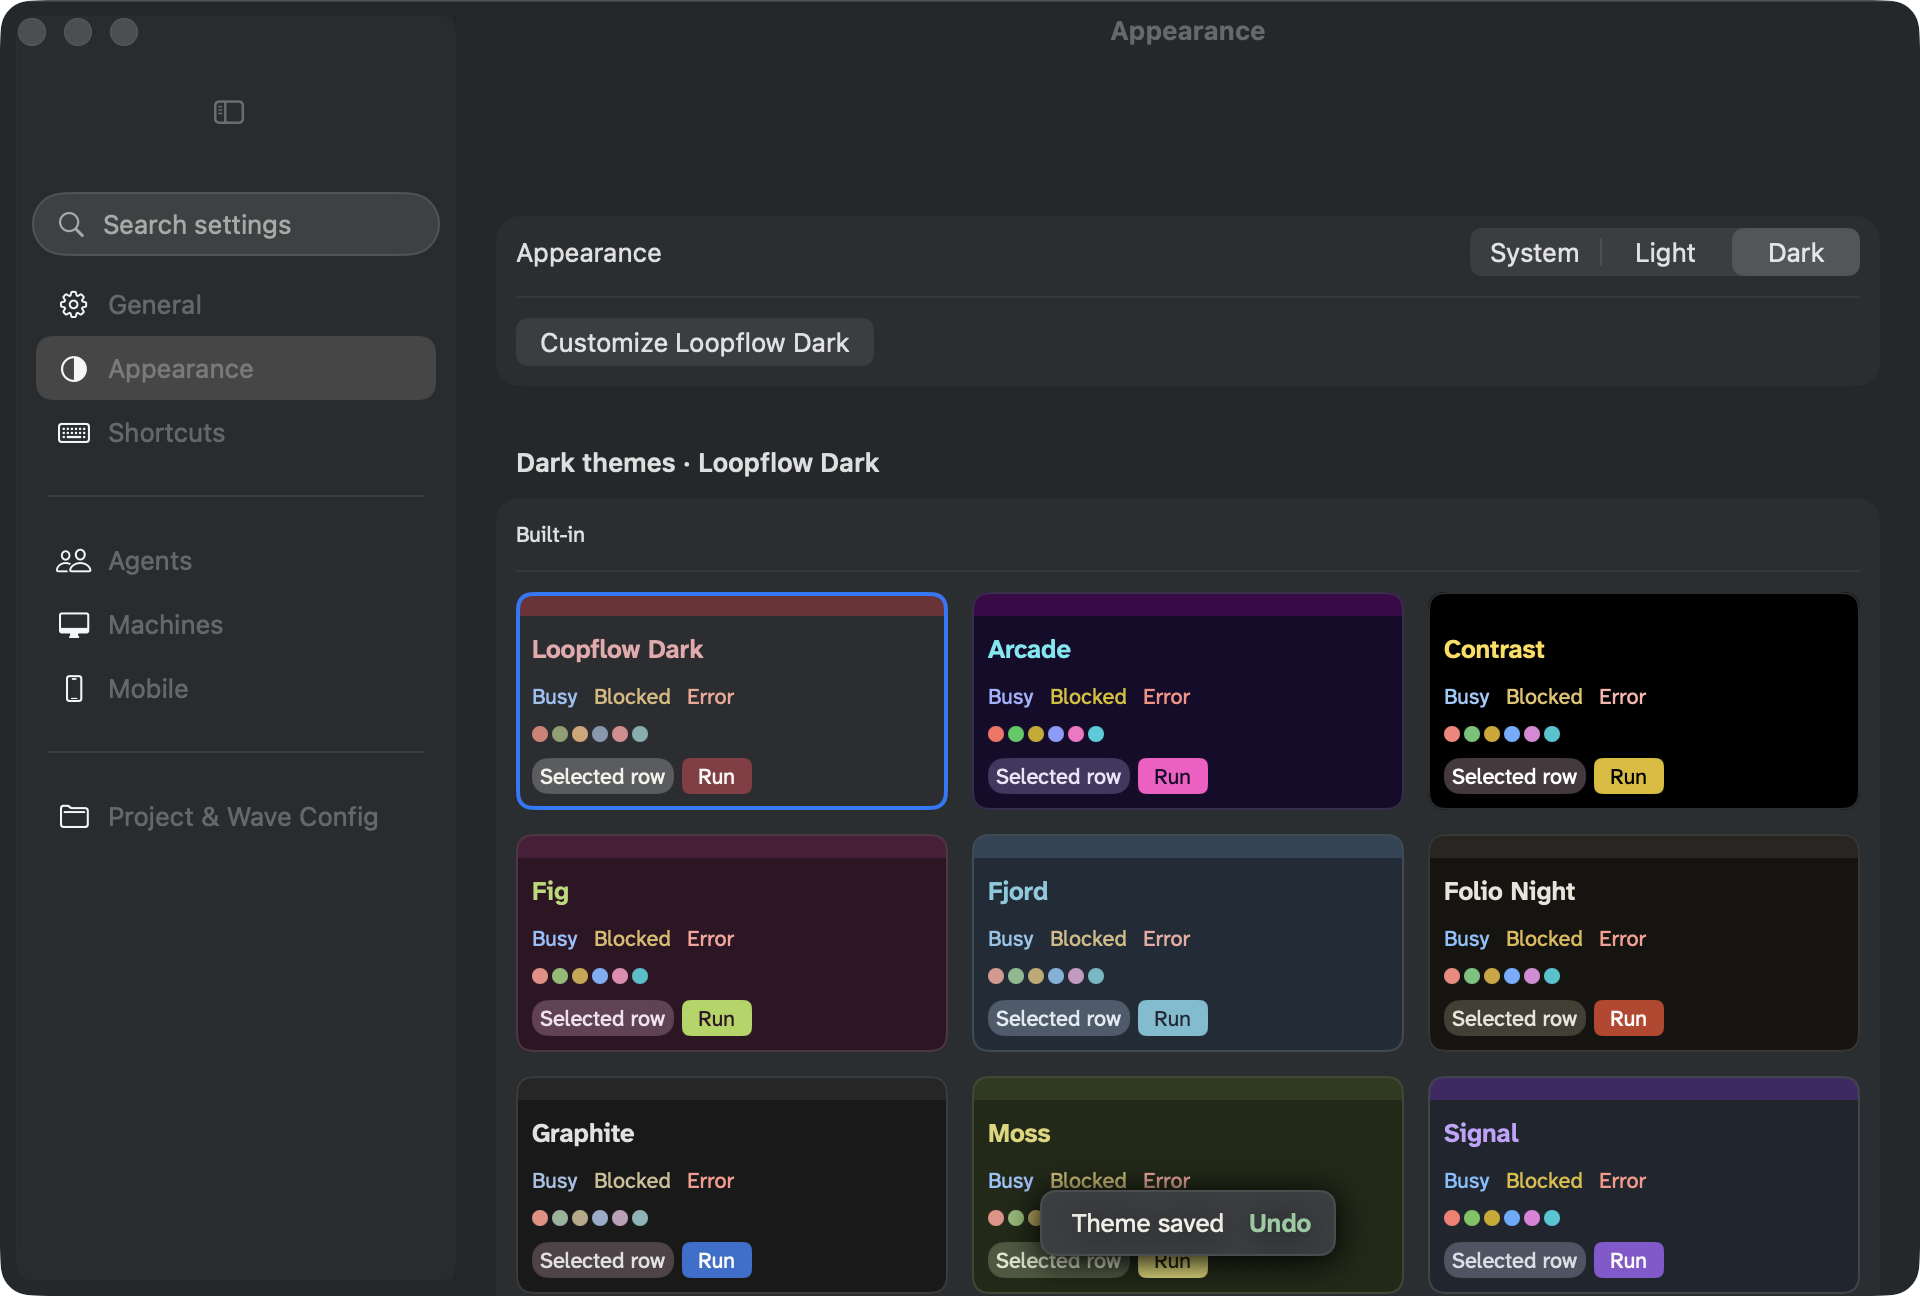 Appearance
Search settings
General
Appearance
Shortcuts
Agents
Machines
Mobile
Project & Wave Config
Appearance
System Light Dark
Customize Loopflow Dark
Dark themes · Loopflow Dark
Built-in
Loopflow Dark
Busy Blocked Error
Selected row Run
Arcade
Busy Blocked Error
Selected row Run
Contrast
Busy Blocked Error
Selected row Run
Fig
Busy Blocked Error
Selected row Run
Fjord
Busy Blocked Error
Selected row Run
Folio Night
Busy Blocked Error
Selected row Run
Graphite
Busy Blocked Error
Selected row Run
Moss
Busy Blocked Error
Selected row Run
Signal
Busy Blocked Error
Selected row Run
Theme saved Undo